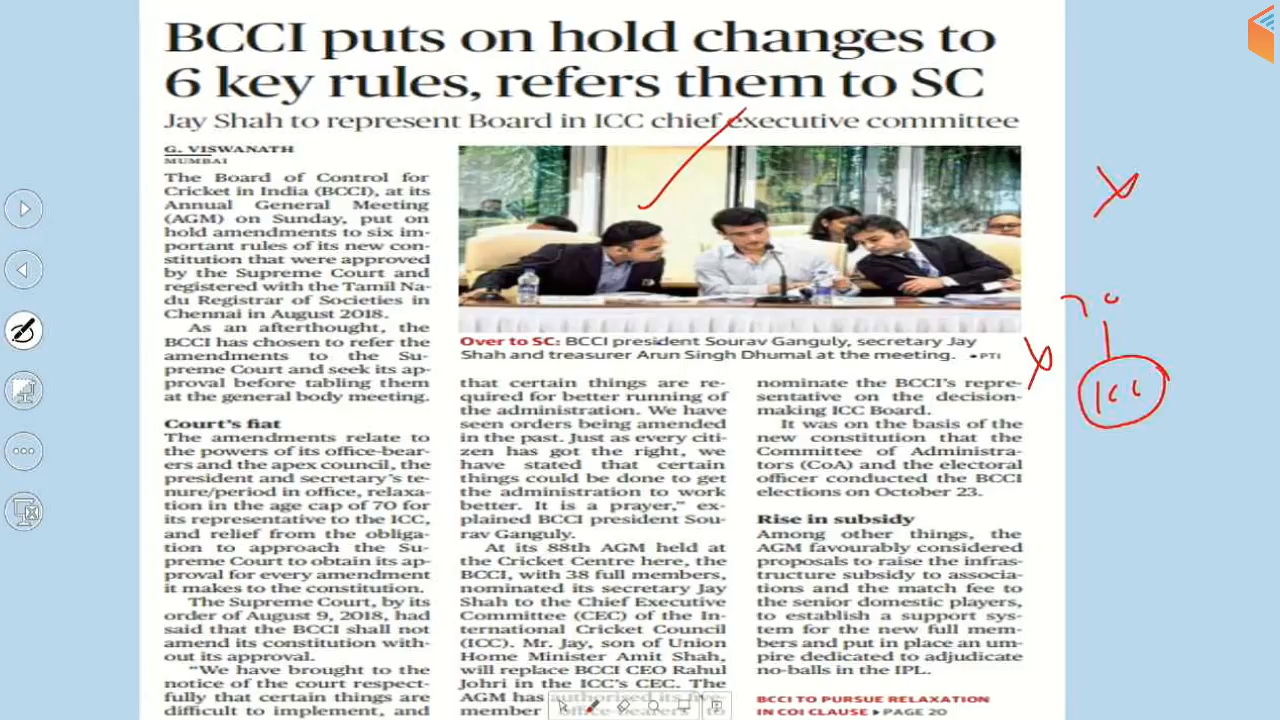 BCCI puts on hold changes to
6 key rules, refers them to SC
Jay Shah to represent Board in ICC chief executive committee
G. VISWANATH
MUMBAI
The Board of Control for
Cricket in India (BCCI), at its
Annual General Meeting
(AGM) on Sunday, put on
hold amendments to six im-
portant rules of its new con-
stitution that were approved
by the Supreme Court and
registered with the Tamil Na-
du Registrar of Societies in
Chennai in August 2018.
As an afterthought, the
BCCI has chosen to refer the
amendments to the Su-
preme Court and seek its ap-
proval before tabling them
at the general body meeting.
Court's fiat
The amendments relate to
the powers of its office-bear-
ers and the apex council, the
president and secretary's te-
nure/period in office, relaxa-
tion in the age cap of 70 for
its representative to the ICC,
and relief from the obliga-
tion to approach the Su-
preme Court to obtain its ap-
proval for every amendment
it makes to the constitution.
The Supreme Court, by its
order of August 9, 2018, had
said that the BCCI shall not
amend its constitution with-
out its approval.
"We have brought to the
notice of the court respect-
fully that certain things are
difficult to implement, and
Over to SC: BCCI president Sourav Ganguly, secretary Jay
Shah and treasurer Arun Singh Dhumal at the meeting. •PTI
that certain things are re-
quired for better running of
the administration. We have
seen orders being amended
in the past. Just as every citi-
zen has got the right, we
have stated that certain
things could be done to get
the administration to work
better. It is a prayer," ex-
plained BCCI president Sou-
rav Ganguly.
At its 88th AGM held at
the Cricket Centre here, the
BCCI, with 38 full members,
nominated its secretary Jay
Shah to the Chief Executive
Committee (CEC) of the In-
ternational Cricket Council
(ICC). Mr. Jay, son of Union
Home Minister Amit Shah,
will replace BCCI CEO Rahul
Johri in the ICC's CEC. The
AGM has authorised its five-
member office-bearers to
nominate the BCCI's repre-
sentative on the decision-
making ICC Board.
It was on the basis of the
new constitution that the
Committee of Administra-
tors (CoA) and the electoral
officer conducted the BCCI
elections on October 23.
Rise in subsidy
Among other things, the
AGM favourably considered
proposals to raise the infra-
structure subsidy to associa-
tions and the match fee to
the senior domestic players,
to establish a support sys-
tem for the new full mem-
bers and put in place an um-
pire dedicated to adjudicate
no-balls in the IPL.
BCCI TO PURSUE RELAXATION
IN COI CLAUSE ▶PAGE 20
70
ICC